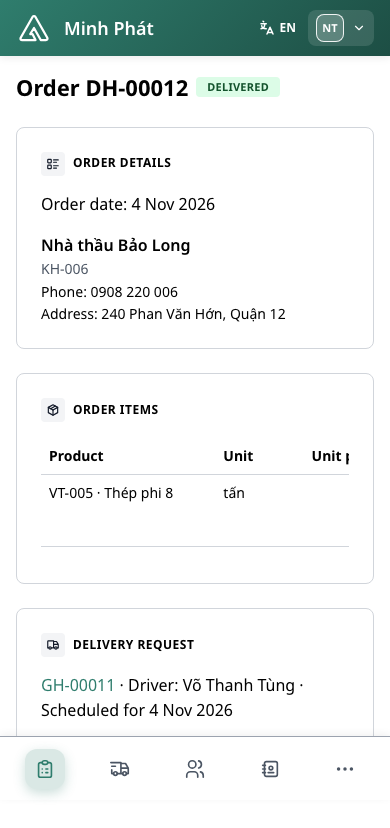 Minh Phát
EN
NT
Order DH-00012
DELIVERED
ORDER DETAILS
Order date: 4 Nov 2026
Nhà thầu Bảo Long
KH-006
Phone: 0908 220 006
Address: 240 Phan Văn Hớn, Quận 12
ORDER ITEMS
Product Unit Unit
VT-005 · Thép phi 8 tấn
DELIVERY REQUEST
GH-00011 · Driver: Võ Thanh Tùng ·
Scheduled for 4 Nov 2026